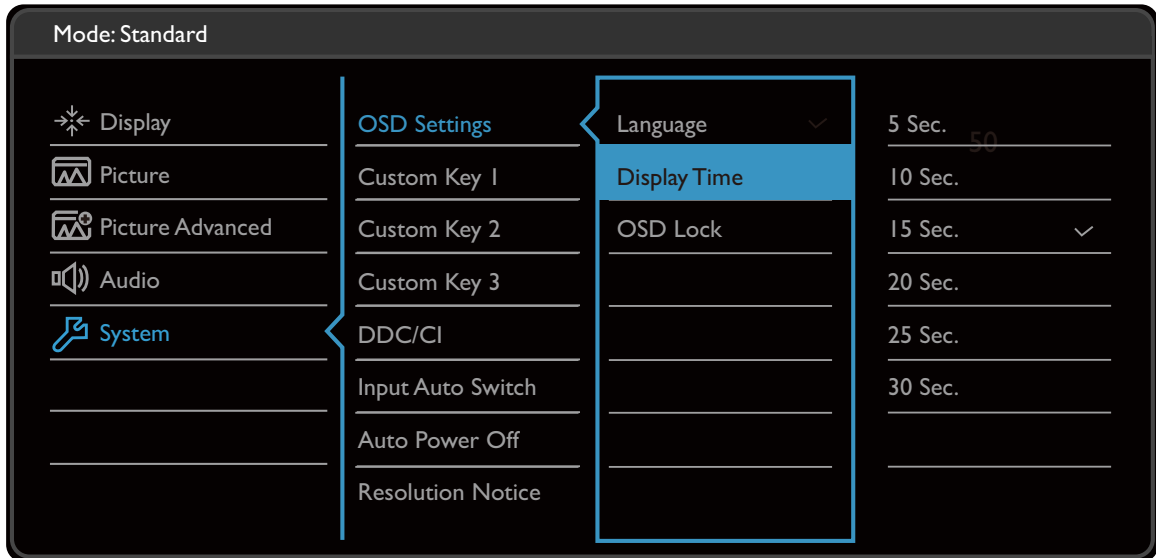 Mode: Standard
Display
Picture
Picture Advanced
Audio
System
OSD Settings
Custom Key 1
Custom Key 2
Custom Key 3
DDC/CI
Input Auto Switch
Auto Power Off
Resolution Notice
Language
Display Time
OSD Lock
5 Sec.
50
10 Sec.
15 Sec.
20 Sec.
25 Sec.
30 Sec.